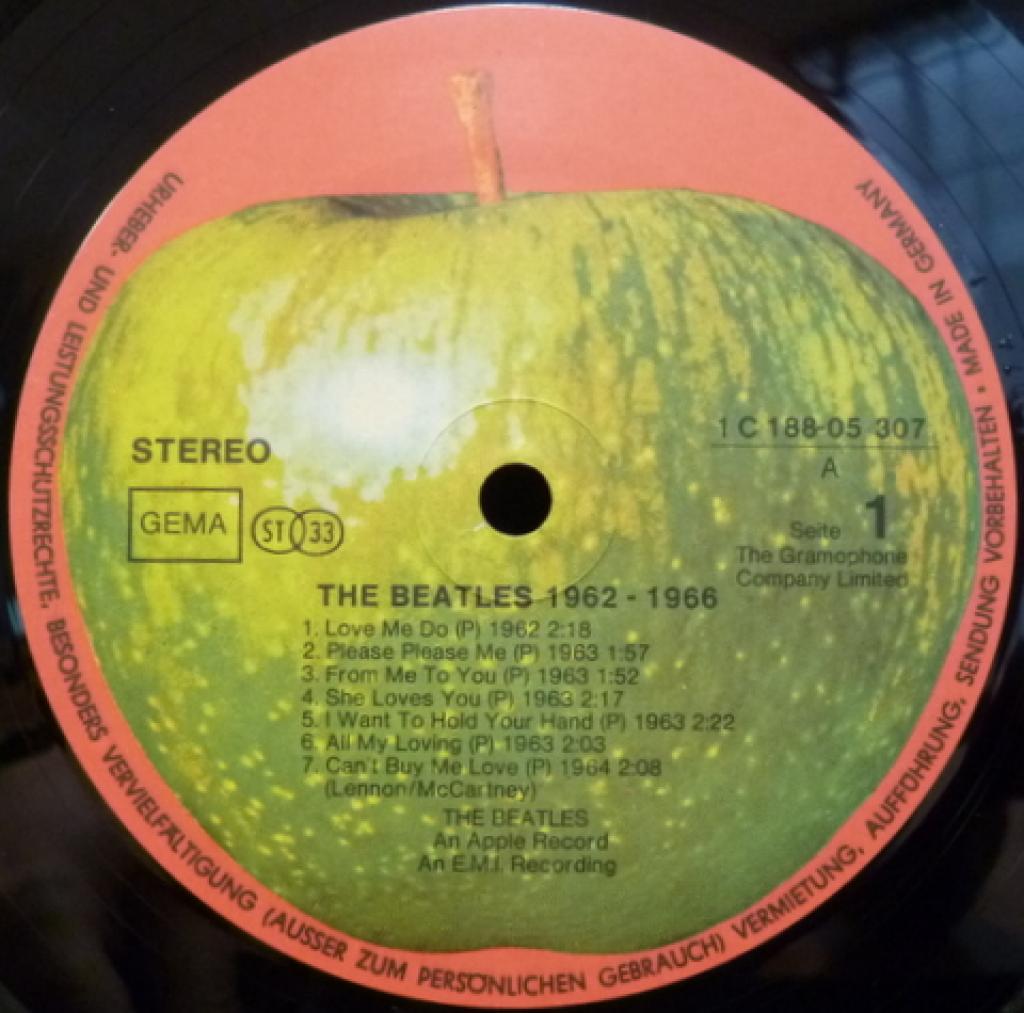 URHEBER- UND LEISTUNGSSCHUTZRECHTE, BESONDERS VERVIELFÄLTIGUNG (AUSSER ZUM PERSÖNLICHEN GEBRAUCH) VERMIETUNG, AUFFÜHRUNG, SENDUNG VORBEHALTEN • MADE IN GERMANY
STEREO
GEMA
ST 33
1 C 188-05 307
A
Seite 1
The Gramophone
Company Limited
THE BEATLES 1962 - 1966
1. Love Me Do (P) 1962 2:18
2. Please Please Me (P) 1963 1:57
3. From Me To You (P) 1963 1:52
4. She Loves You (P) 1963 2:17
5. I Want To Hold Your Hand (P) 1963 2:22
6. All My Loving (P) 1963 2:03
7. Can't Buy Me Love (P) 1964 2:08
(Lennon/McCartney)
THE BEATLES
An Apple Record
An E.M.I. Recording